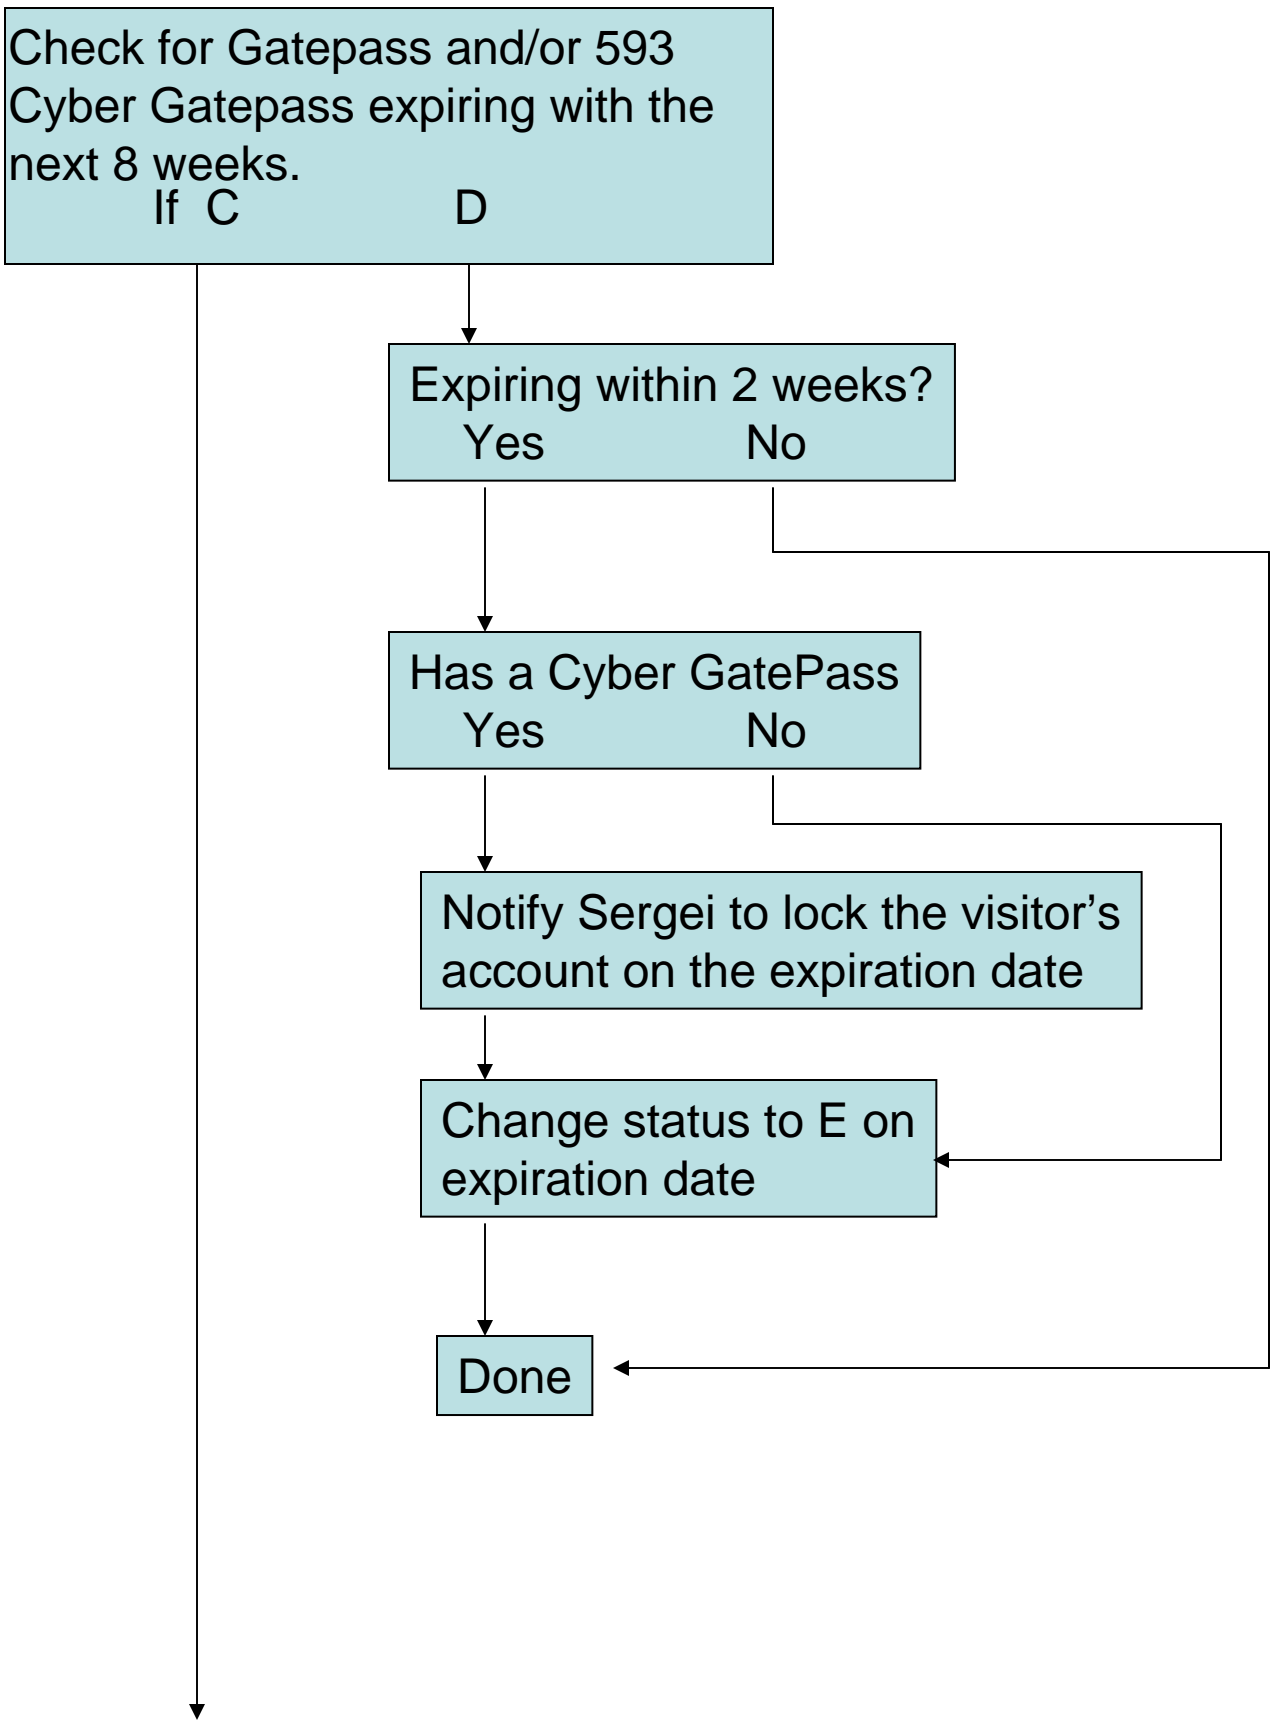 Check for Gatepass and/or 593
Cyber Gatepass expiring with the
next 8 weeks.
If C D
Expiring within 2 weeks?
Yes No
Has a Cyber GatePass
Yes No
Notify Sergei to lock the visitor’s
account on the expiration date
Change status to E on
expiration date
Done